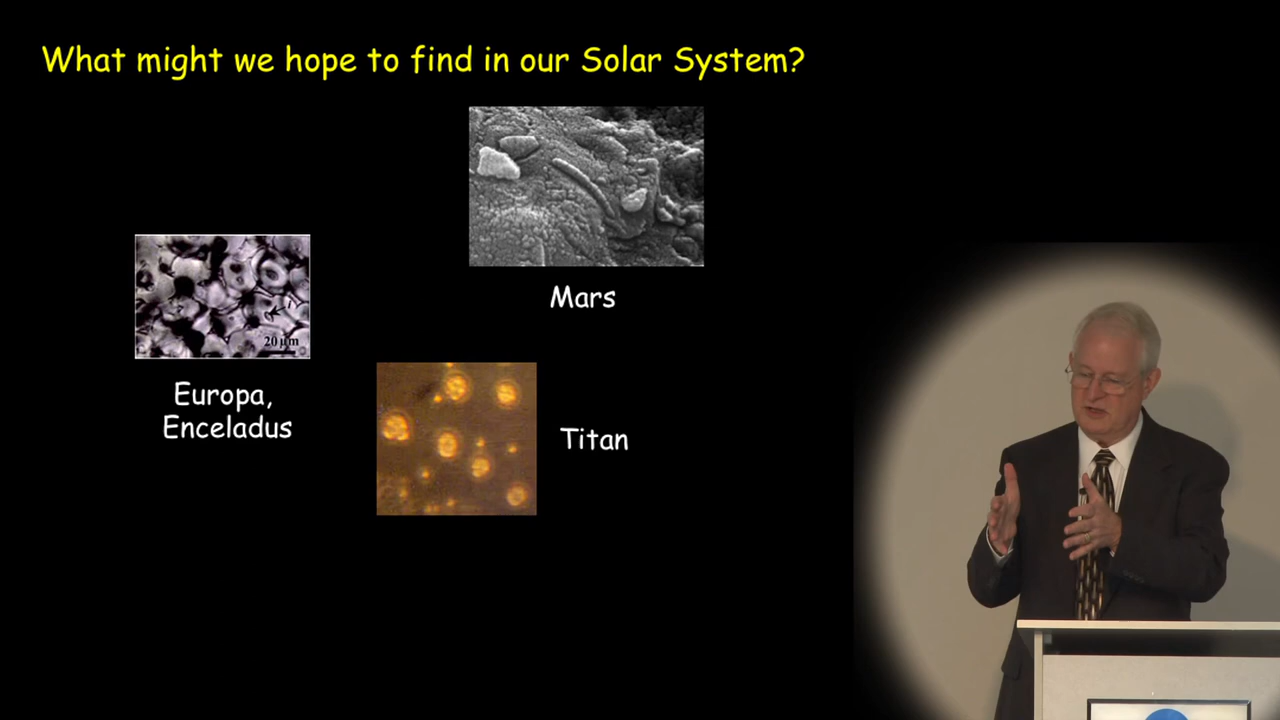 What might we hope to find in our Solar System?
Mars
20 µm
Europa,
Enceladus
Titan